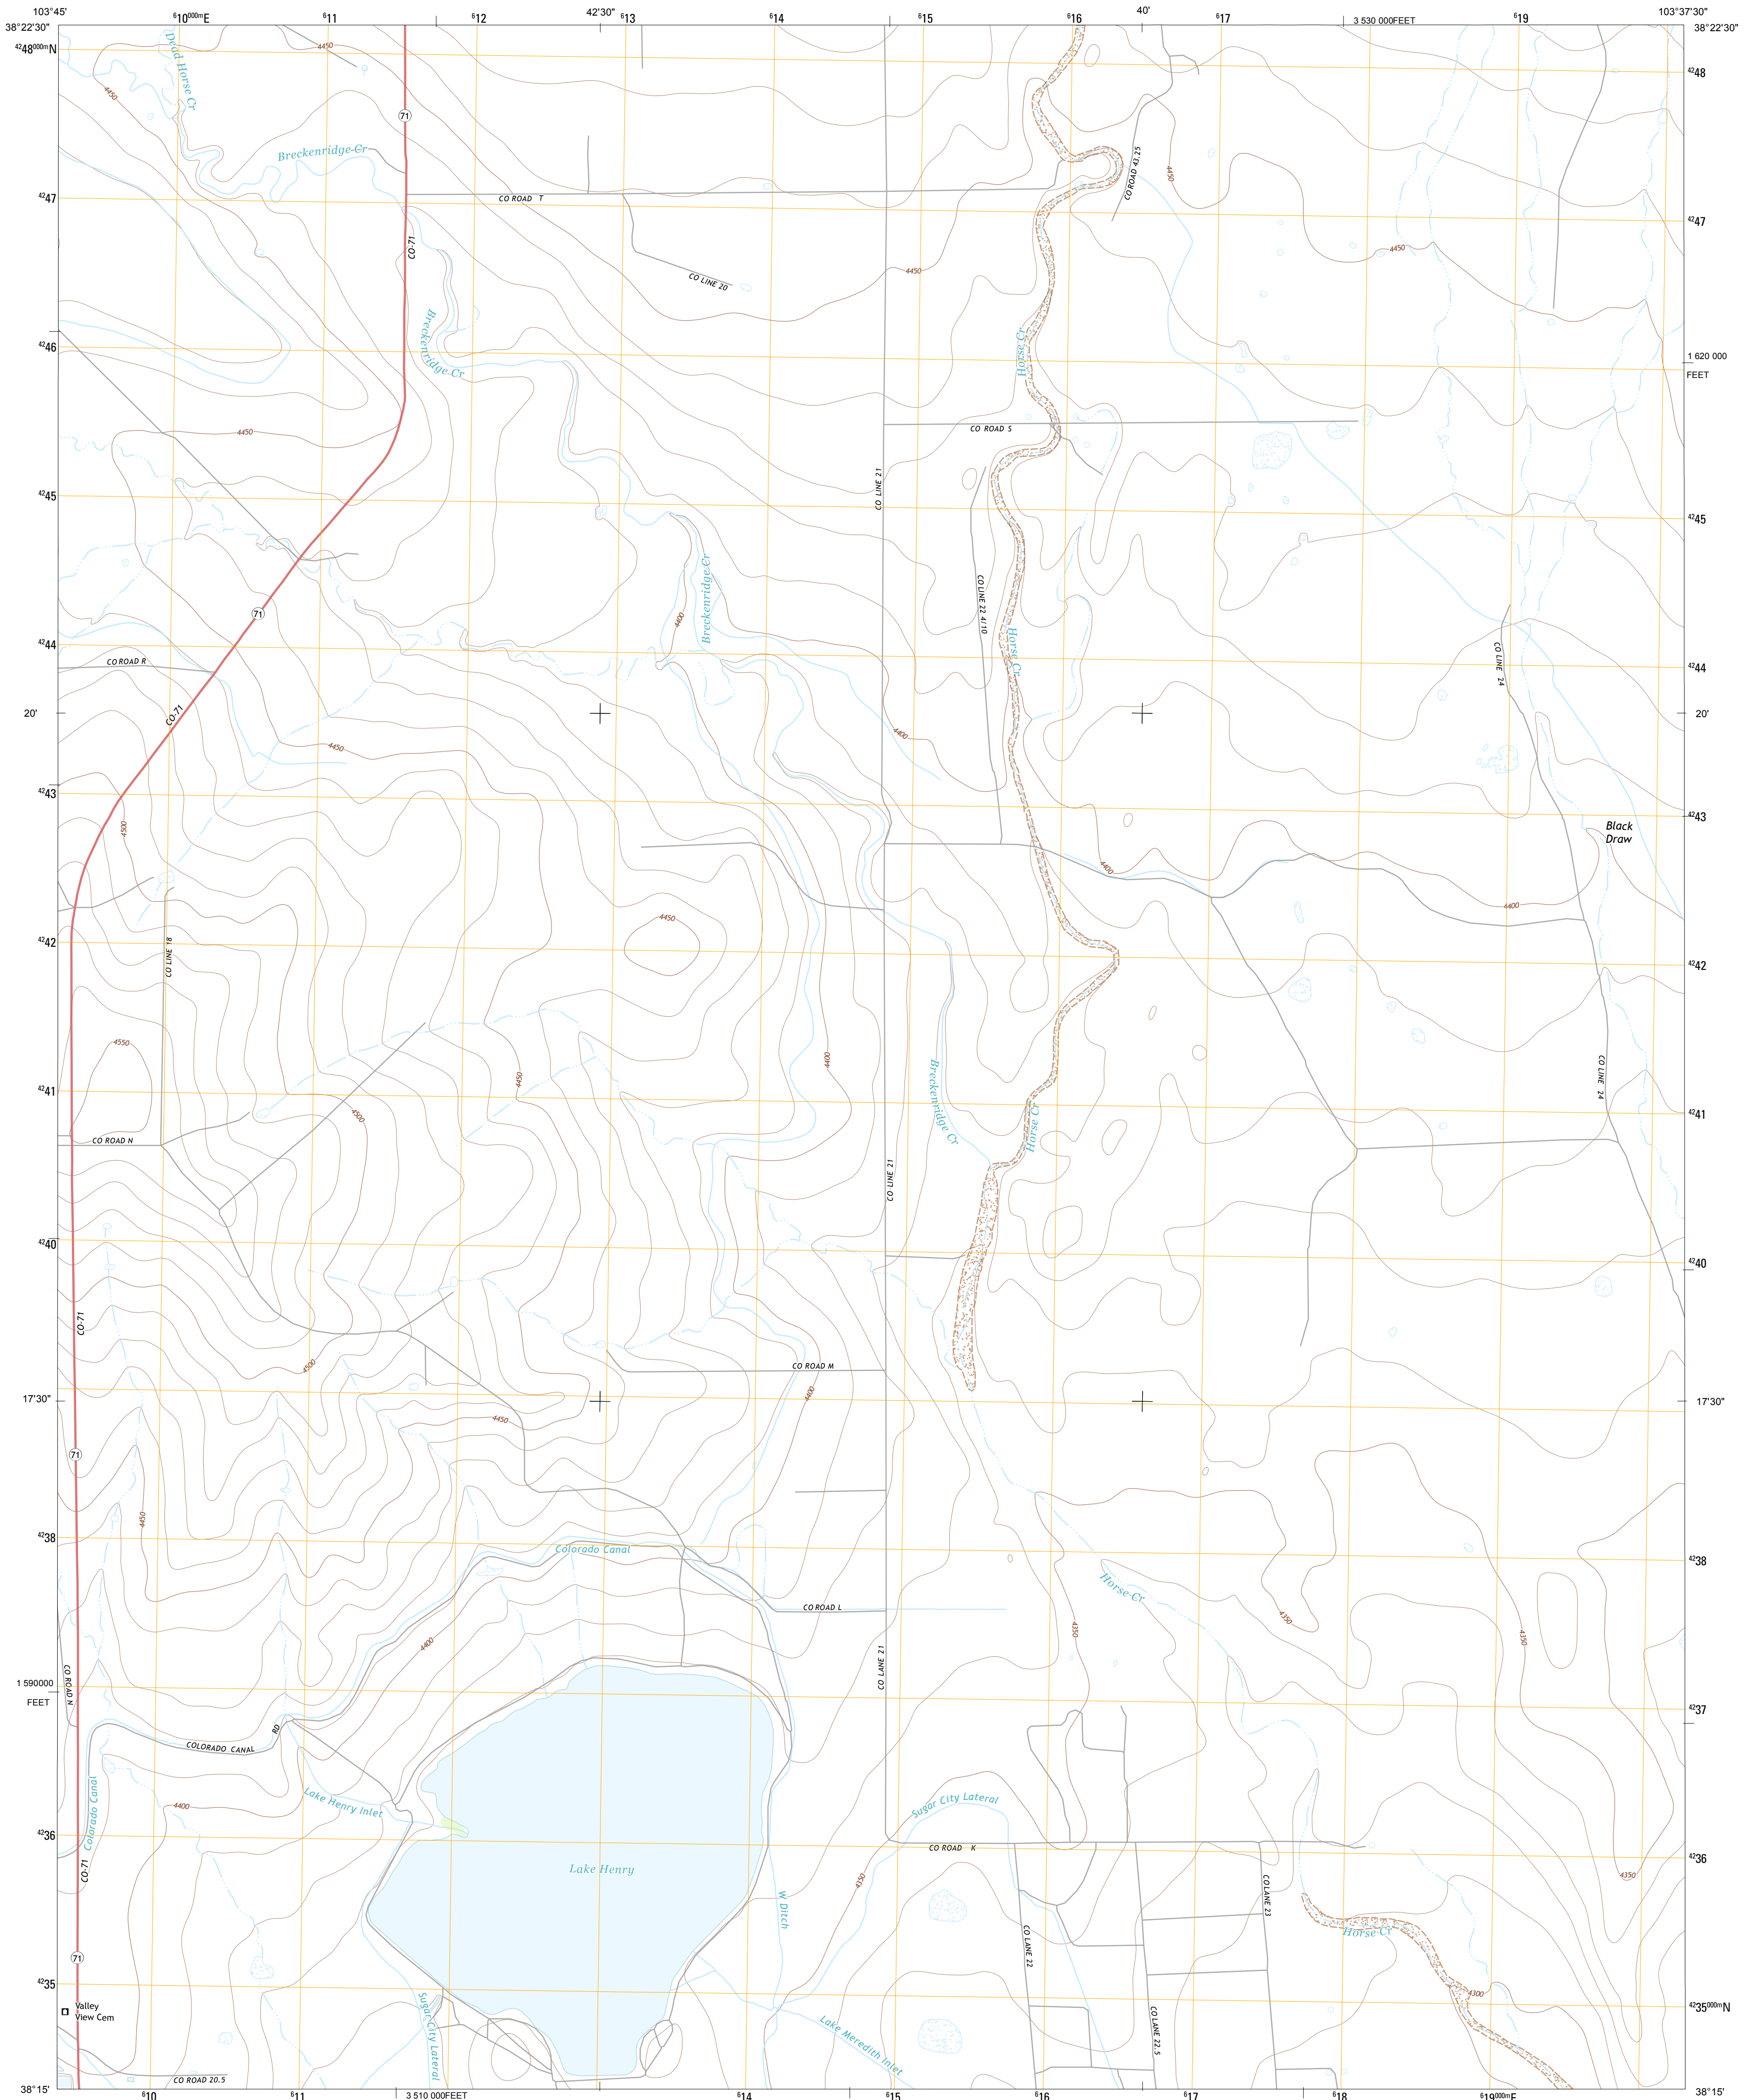 103°45'
⁶10⁰⁰⁰ᵐE
⁶11
⁶12
42'30"
⁶13
⁶14
⁶15
⁶16
40'
⁶17
3 530 000FEET
⁶19
103°37'30"
38°22'30"
38°22'30"
⁴²48⁰⁰⁰ᵐN
⁴²48
Dead Horse Cr
4450
4450
71
Breckenridge Cr
CO ROAD 43.25
4450
⁴²47
⁴²47
CO ROAD T
CO-71
4450
4450
CO LINE 20
Breckenridge Cr
Horse Cr
⁴²46
1 620 000
FEET
4450
CO ROAD S
CO LINE 21
⁴²45
⁴²45
71
CO LINE 22 4/10
4400
Breckenridge Cr
Horse Cr
⁴²44
⁴²44
CO ROAD R
CO LINE 24
20'
CO-71
20'
4450
4400
⁴²43
⁴²43
4500
Black
Draw
4400
4400
4450
⁴²42
⁴²42
CO LINE 18
4550
4400
4450
CO LINE 24
⁴²41
⁴²41
4500
Breckenridge Cr
Horse Cr
CO ROAD N
CO LINE 21
⁴²40
⁴²40
CO-71
4500
CO ROAD M
4400
17'30"
17'30"
4450
71
4450
⁴²38
⁴²38
Colorado Canal
Horse Cr
CO ROAD L
4350
4350
4350
4400
CO LANE 21
CO ROAD N
1 590000
FEET
⁴²37
COLORADO CANAL
RD
Colorado Canal
Lake Henry Inlet
Sugar City Lateral
4400
⁴²36
⁴²36
CO ROAD K
Lake Henry
CO-71
4350
4350
W Ditch
CO LANE 23
CO LANE 22
Horse Cr
71
⁴²35
4300
⁴²35⁰⁰⁰ᵐN
Valley
View Cem
Sugar City Lateral
Lake Meredith Inlet
CO LANE 22.5
CO ROAD 20.5
38°15'
38°15'
⁶10
⁶11
3 510 000FEET
⁶14
⁶15
⁶16
⁶17
⁶18
⁶19⁰⁰⁰ᵐE